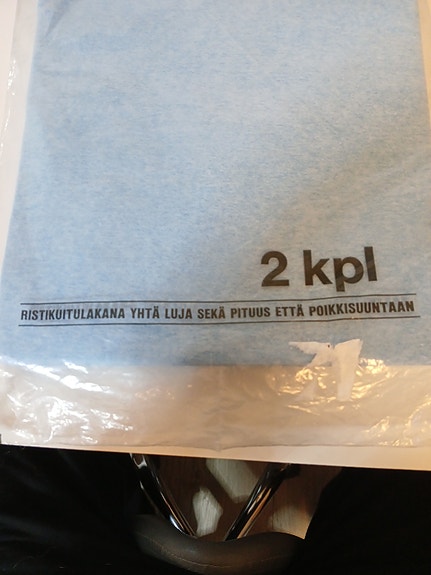 2 kpl
RISTIKUITULAKANA YHTÄ LUJA SEKÄ PITUUS ETTÄ POIKKISUUNTAAN